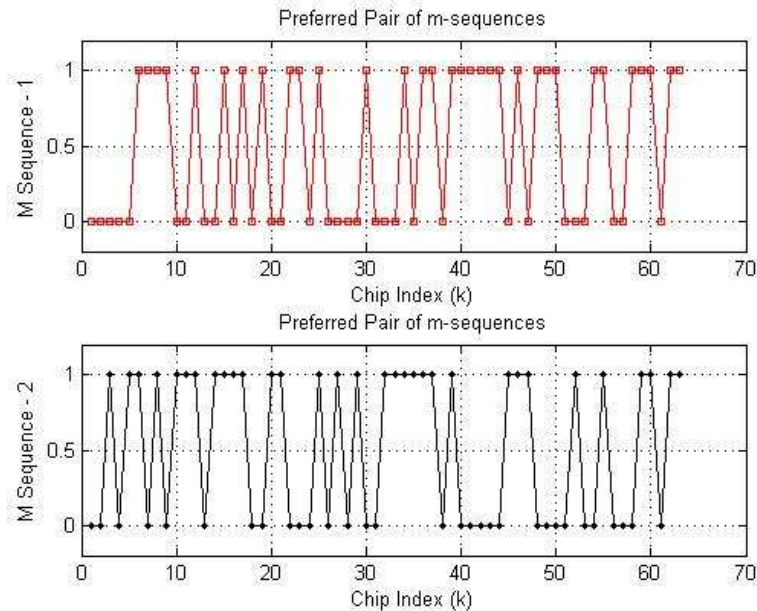 Preferred Pair of m-sequences
1
0.5
0
M Sequence - 1
0 10 20 30 40 50 60 70
Chip Index (k)
Preferred Pair of m-sequences
1
0.5
0
M Sequence - 2
0 10 20 30 40 50 60 70
Chip Index (k)